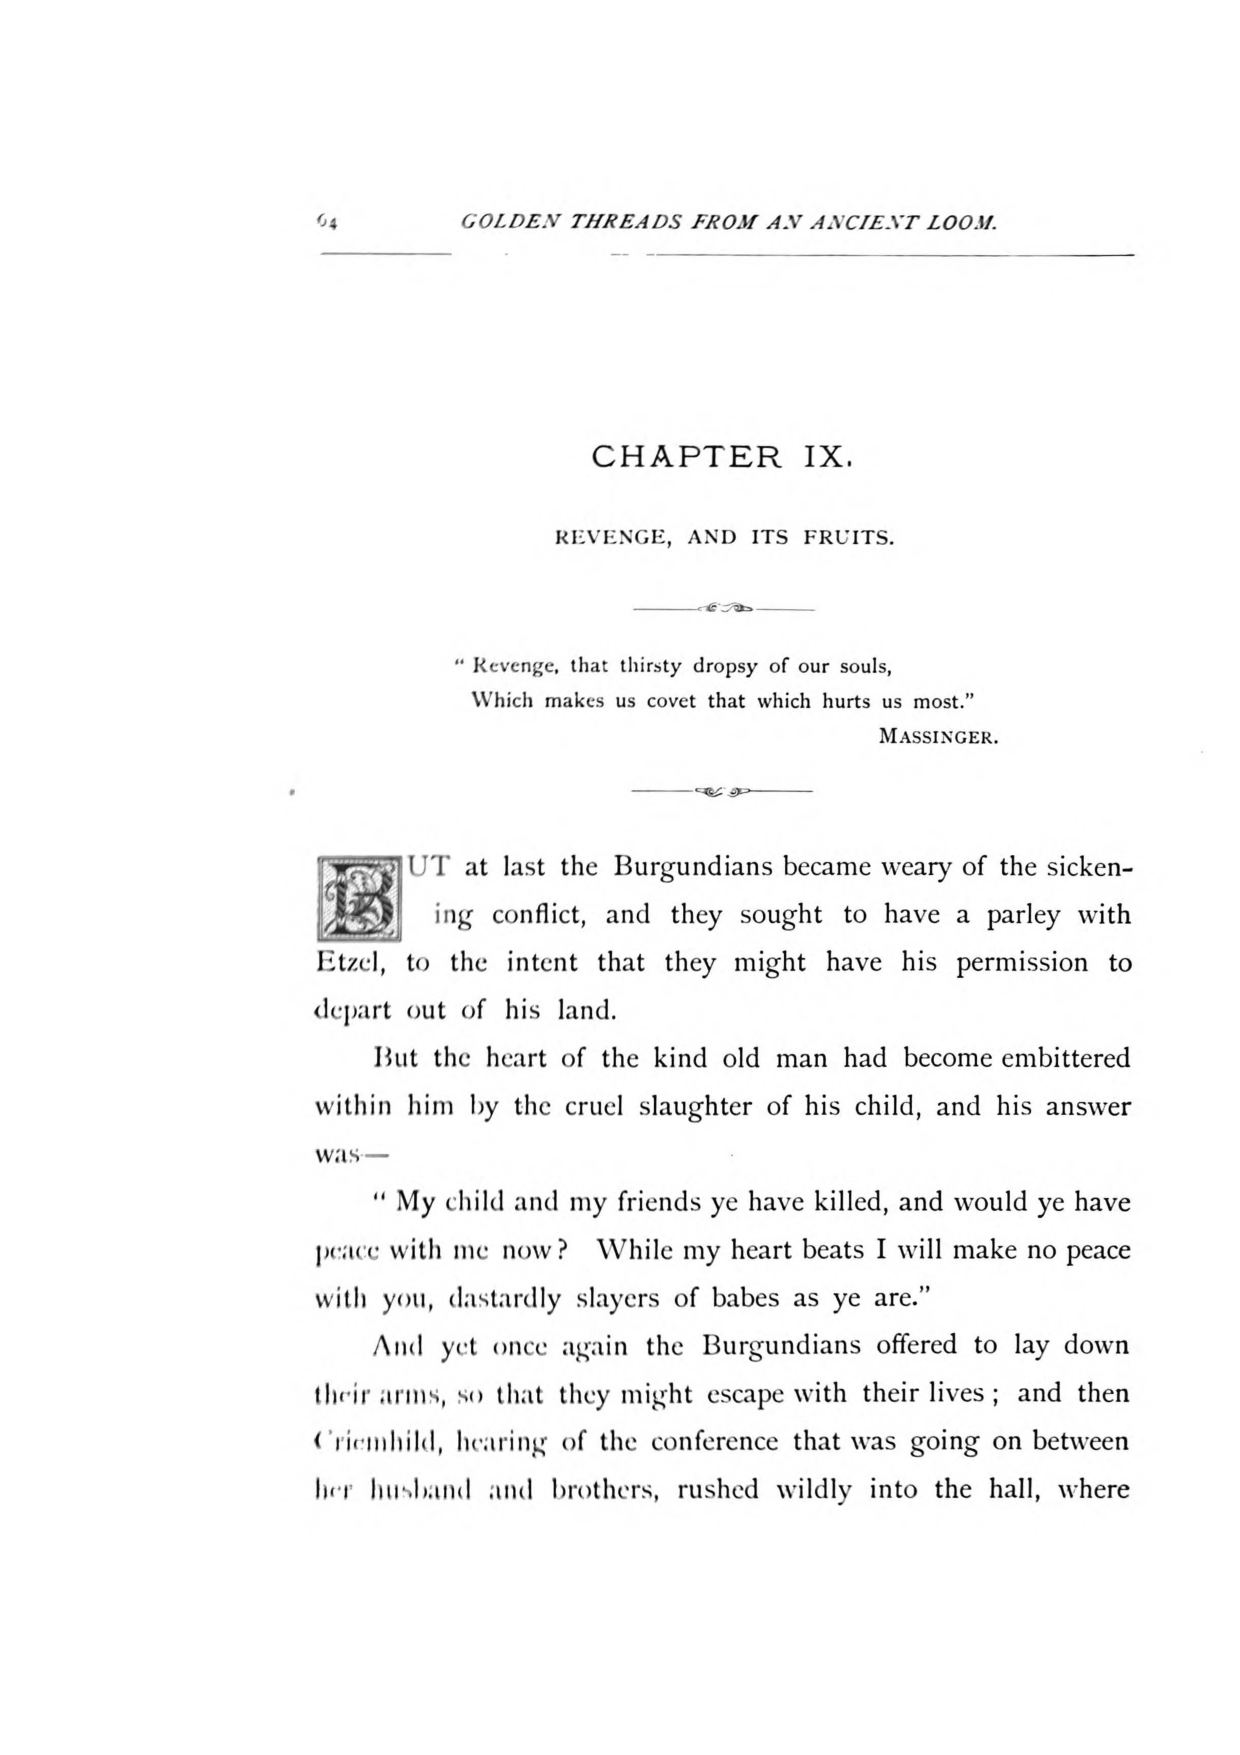 64 GOLDEN THREADS FROM AN ANCIENT LOOM.
CHAPTER IX.
REVENGE, AND ITS FRUITS.
“ Revenge, that thirsty dropsy of our souls,
Which makes us covet that which hurts us most.”
MASSINGER.
BUT at last the Burgundians became weary of the sicken-
ing conflict, and they sought to have a parley with
Etzel, to the intent that they might have his permission to
depart out of his land.
But the heart of the kind old man had become embittered
within him by the cruel slaughter of his child, and his answer
was—
“ My child and my friends ye have killed, and would ye have
peace with me now ? While my heart beats I will make no peace
with you, dastardly slayers of babes as ye are.”
And yet once again the Burgundians offered to lay down
their arms, so that they might escape with their lives ; and then
Criemhild, hearing of the conference that was going on between
her husband and brothers, rushed wildly into the hall, where